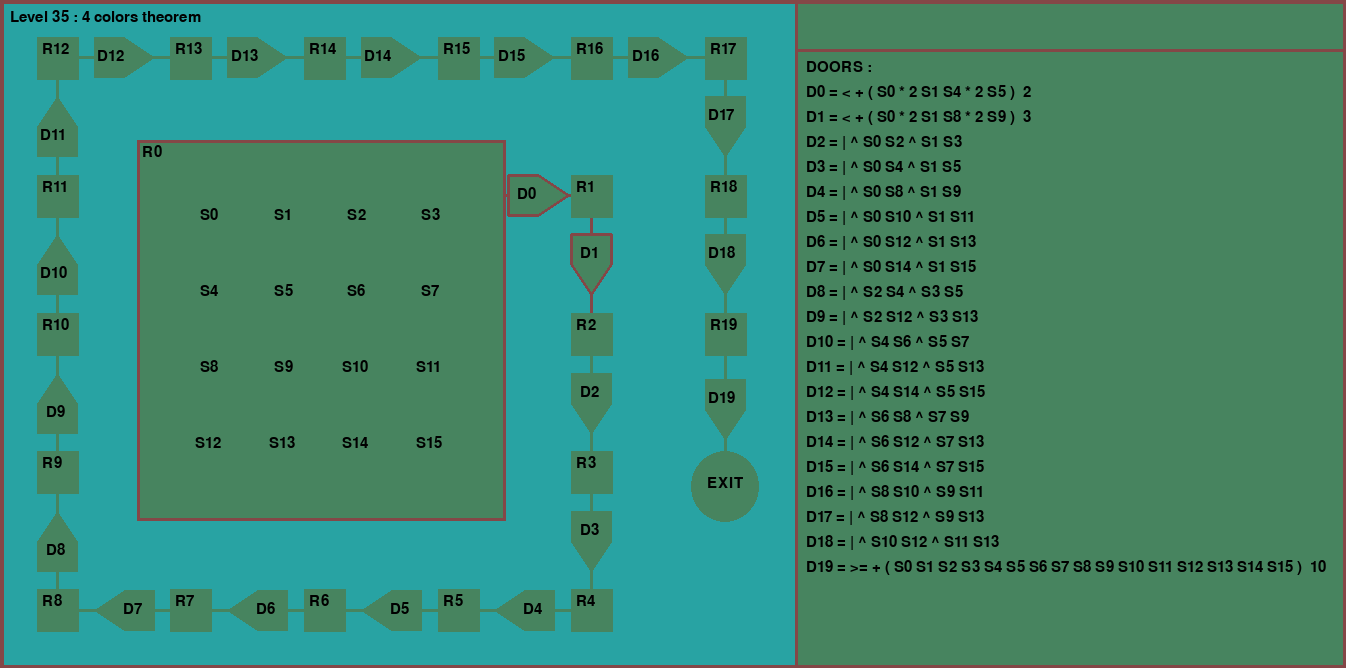 Level 35 : 4 colors theorem
R12 D12 R13 D13 R14 D14 R15 D15 R16 D16 R17
D11 D17
R0
R11 D0 R1 R18
S0 S1 S2 S3
D10 D1 D18
S4 S5 S6 S7
R10 R2 R19
S8 S9 S10 S11
D9 D2 D19
S12 S13 S14 S15
R9 R3 EXIT
D8 D3
R8 D7 R7 D6 R6 D5 R5 D4 R4
DOORS :
D0 = < + ( S0 * 2 S1 S4 * 2 S5 ) 2
D1 = < + ( S0 * 2 S1 S8 * 2 S9 ) 3
D2 = | ^ S0 S2 ^ S1 S3
D3 = | ^ S0 S4 ^ S1 S5
D4 = | ^ S0 S8 ^ S1 S9
D5 = | ^ S0 S10 ^ S1 S11
D6 = | ^ S0 S12 ^ S1 S13
D7 = | ^ S0 S14 ^ S1 S15
D8 = | ^ S2 S4 ^ S3 S5
D9 = | ^ S2 S12 ^ S3 S13
D10 = | ^ S4 S6 ^ S5 S7
D11 = | ^ S4 S12 ^ S5 S13
D12 = | ^ S4 S14 ^ S5 S15
D13 = | ^ S6 S8 ^ S7 S9
D14 = | ^ S6 S12 ^ S7 S13
D15 = | ^ S6 S14 ^ S7 S15
D16 = | ^ S8 S10 ^ S9 S11
D17 = | ^ S8 S12 ^ S9 S13
D18 = | ^ S10 S12 ^ S11 S13
D19 = >= + ( S0 S1 S2 S3 S4 S5 S6 S7 S8 S9 S10 S11 S12 S13 S14 S15 ) 10